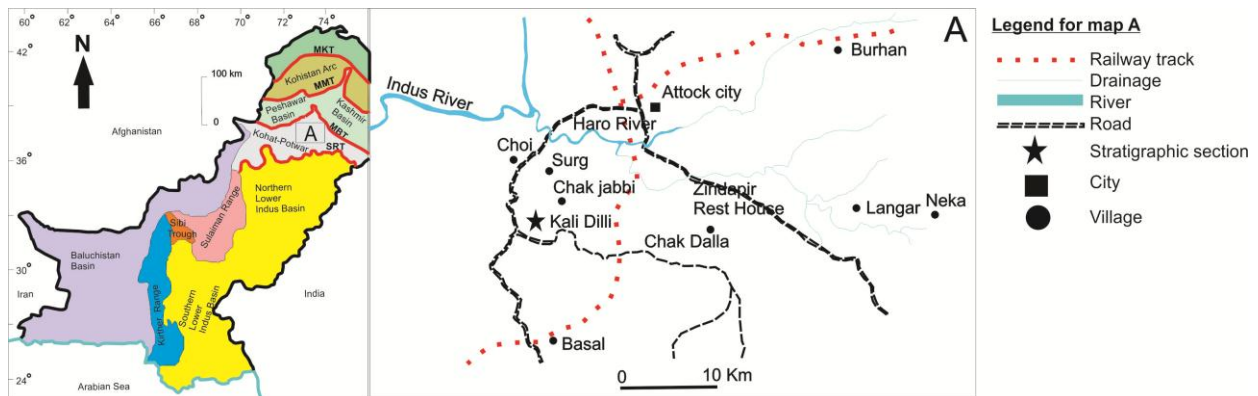 60
62
64
66
68
70
72
74
42°
36°
30°
24°
N
100 km
0
MKT
Kohistan Arc
MMT
Peshawar
Basin
Kashmir
Basin
MBT
A
Kohat-Potwar
SRT
Afghanistan
Northern
Lower
Indus Basin
Sulaiman Range
Sibi
Trough
Baluchistan
Basin
Iran
Kirther Range
Southern
Lower
Indus Basin
India
Arabian Sea
A
Burhan
Indus River
Attock city
Haro River
Choi
Surg
Chak jabbi
Zindapir
Rest House
Langar
Neka
Kali Dilli
Chak Dalla
Basal
0
10 Km
Legend for map A
Railway track
Drainage
River
Road
Stratigraphic section
City
Village